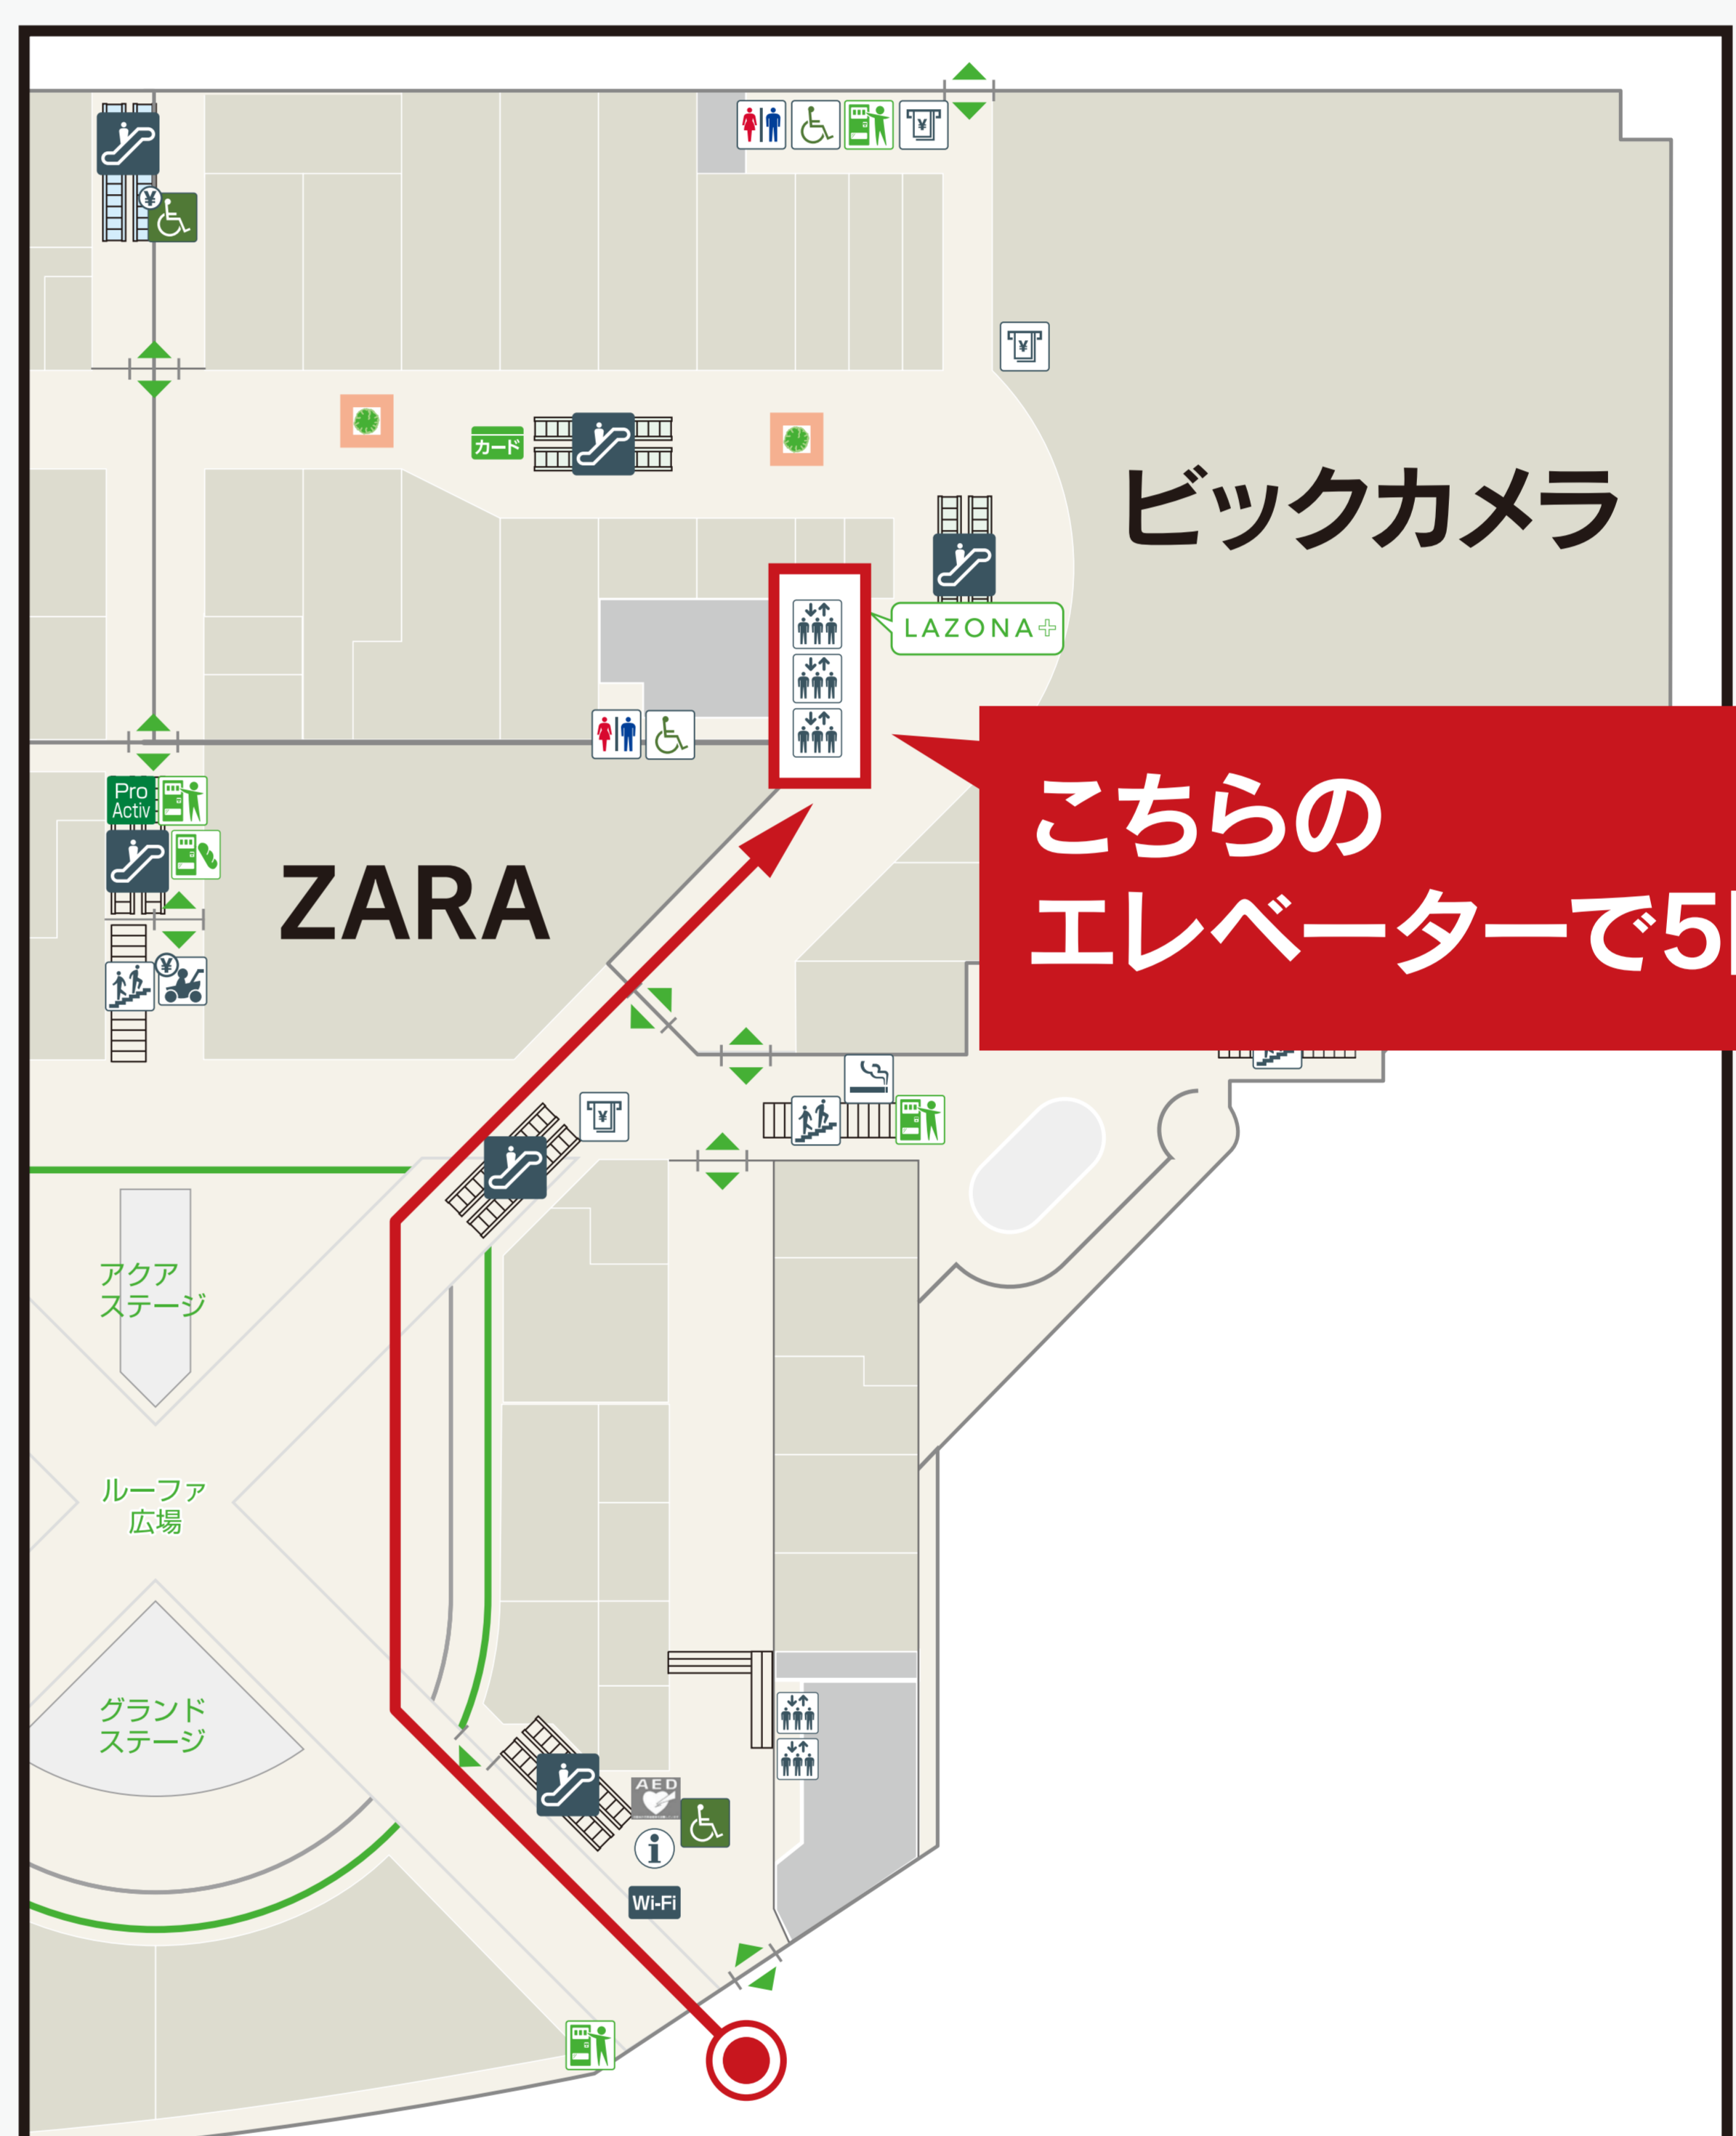 カード
ビックカメラ
LAZONA+
こちらの
エレベーターで5
Pro
Activ
ZARA
アクア
ステージ
ルーファ
広場
グランド
ステージ
AED
Wi-Fi